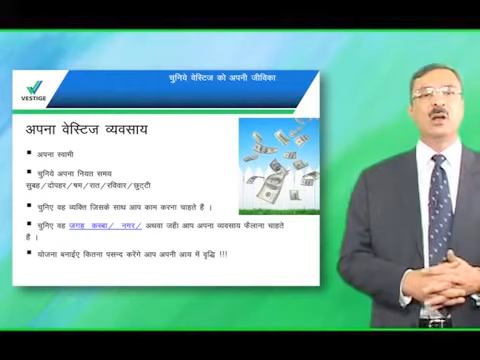 चुनिये वेस्टिज को अपनी जीविका
VESTIGE
अपना वेस्टिज व्यवसाय
अपना स्वामी
चुनिये अपना नियत समय
सुबह/दोपहर/षम/रात/रविवार/छुट्टी
चुनिए वह व्यक्ति जिसके साथ आप काम करना चाहते हैं ।
चुनिए वह जगह कस्बा/ नगर/ अथवा जहाँ आप अपना व्यवसाय फैलाना चाहते
हैं ।
योजना बनाईए कितना पसन्द करेंगे आप अपनी आय में वृद्धि !!!